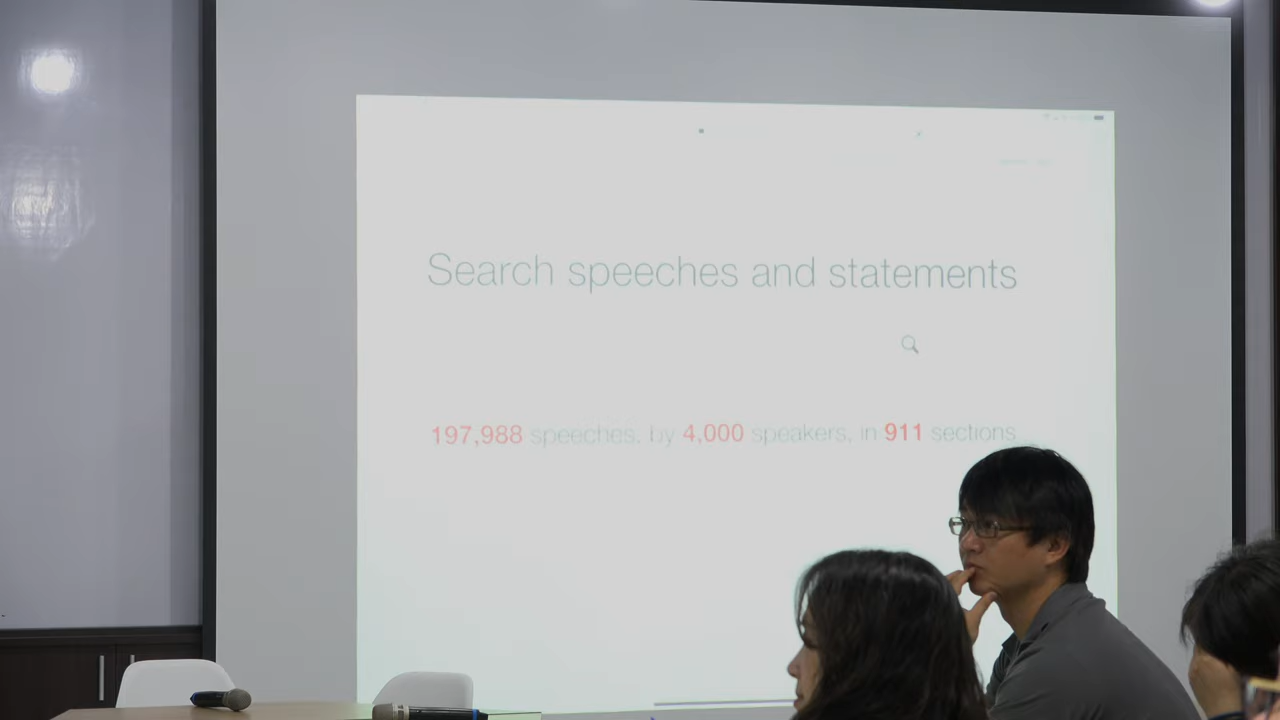 Search speeches and statements
197,988 speeches, by 4,000 speakers, in 911 sections